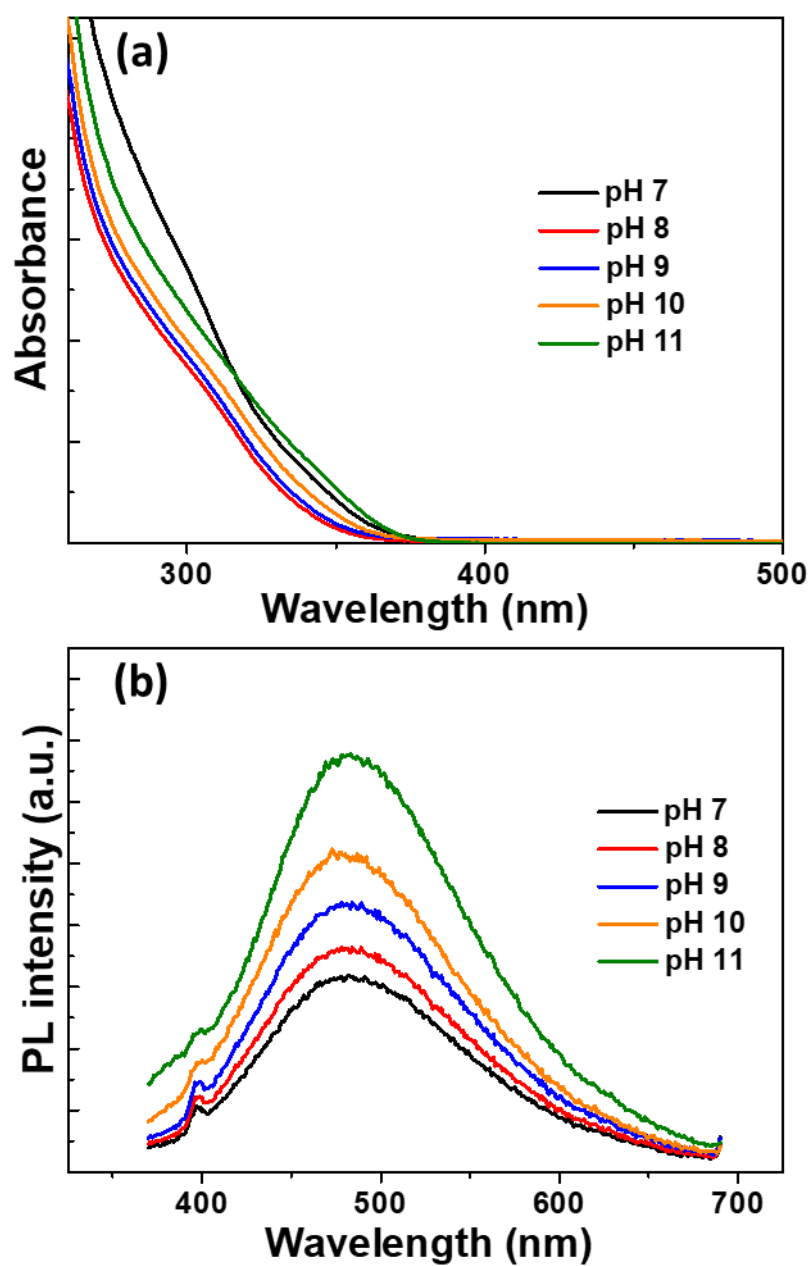 (a)
Absorbance
pH 7
pH 8
pH 9
pH 10
pH 11
300
400
500
Wavelength (nm)
(b)
PL intensity (a.u.)
pH 7
pH 8
pH 9
pH 10
pH 11
400
500
600
700
Wavelength (nm)